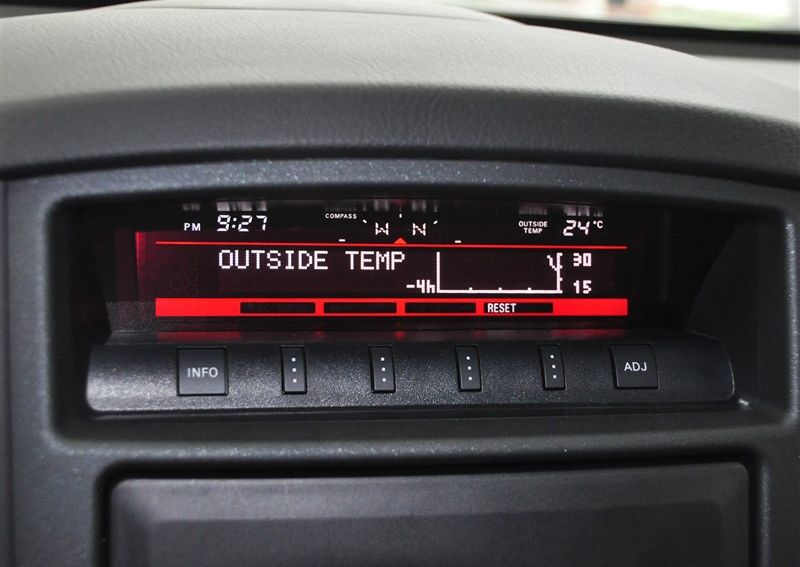 PM 9:27 COMPASS W N OUTSIDE TEMP 24°C
OUTSIDE TEMP 30
-4h 15
RESET
INFO ADJ